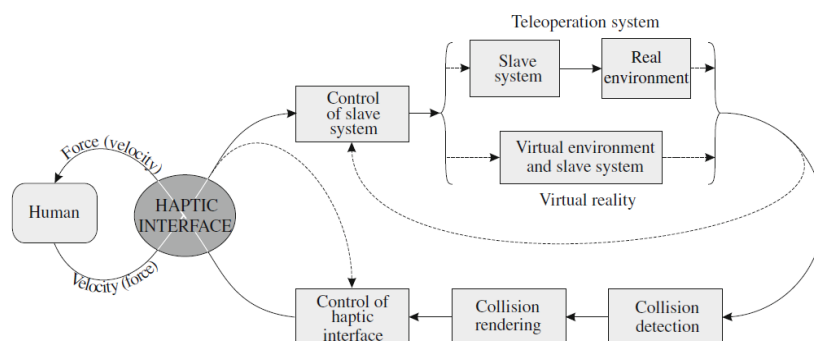 Teleoperation system
Slave
system
Real
environment
Control
of slave
system
Virtual environment
and slave system
Virtual reality
Force (velocity)
Human
HAPTIC
INTERFACE
Velocity (force)
Control of
haptic
interface
Collision
rendering
Collision
detection